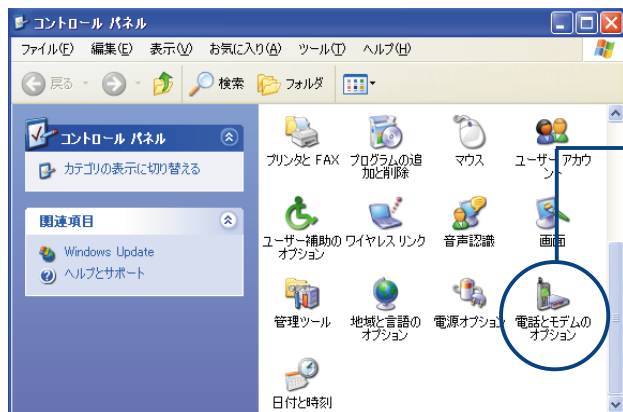 コントロール パネル
ファイル(F) 編集(E) 表示(V) お気に入り(A) ツール(T) ヘルプ(H)
戻る 検索 フォルダ
コントロール パネル
カテゴリの表示に切り替える
関連項目
Windows Update
ヘルプとサポート
プリンタと FAX
プログラムの追
加と削除
マウス
ユーザー アカウ
ント
ユーザー補助の
オプション
ワイヤレス リンク
音声認識
画面
管理ツール
地域と言語の
オプション
電源オプション
電話とモデムの
オプション
日付と時刻